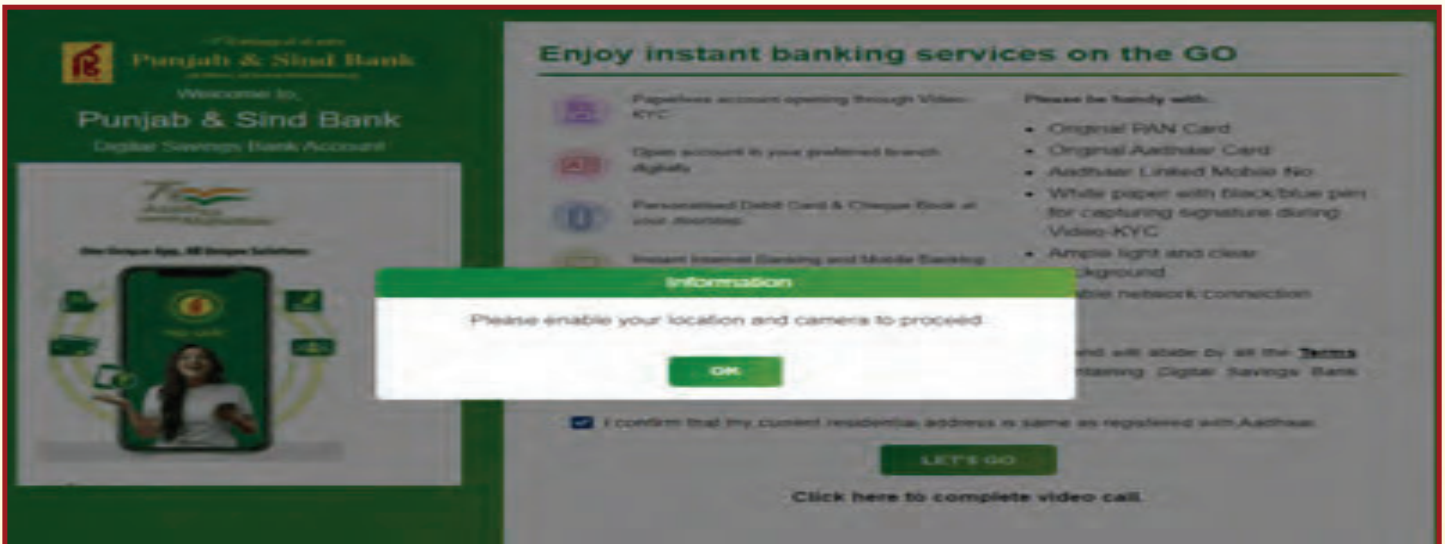 Punjab & Sind Bank
Welcome to,
Punjab & Sind Bank
Digital Savings Bank Account
One Unique App, All Unique Solutions
Enjoy instant banking services on the GO
Paperless account opening through Video-
KYC
Open account in your preferred branch
digitally
Personalised Debit Card & Cheque Book at
your doorstep
Instant Internet Banking and Mobile Banking
Please be handy with:
• Original PAN Card
• Original Aadhaar Card
• Aadhaar Linked Mobile No
• White paper with Black/blue pen
for capturing signature during
Video-KYC
• Ample light and clear
network connection
Information
Please enable your location and camera to proceed
OK
and will abide by all the Terms
Digital Savings Bank
I confirm that my current residential address is same as registered with Aadhaar.
LET'S GO
Click here to complete video call.